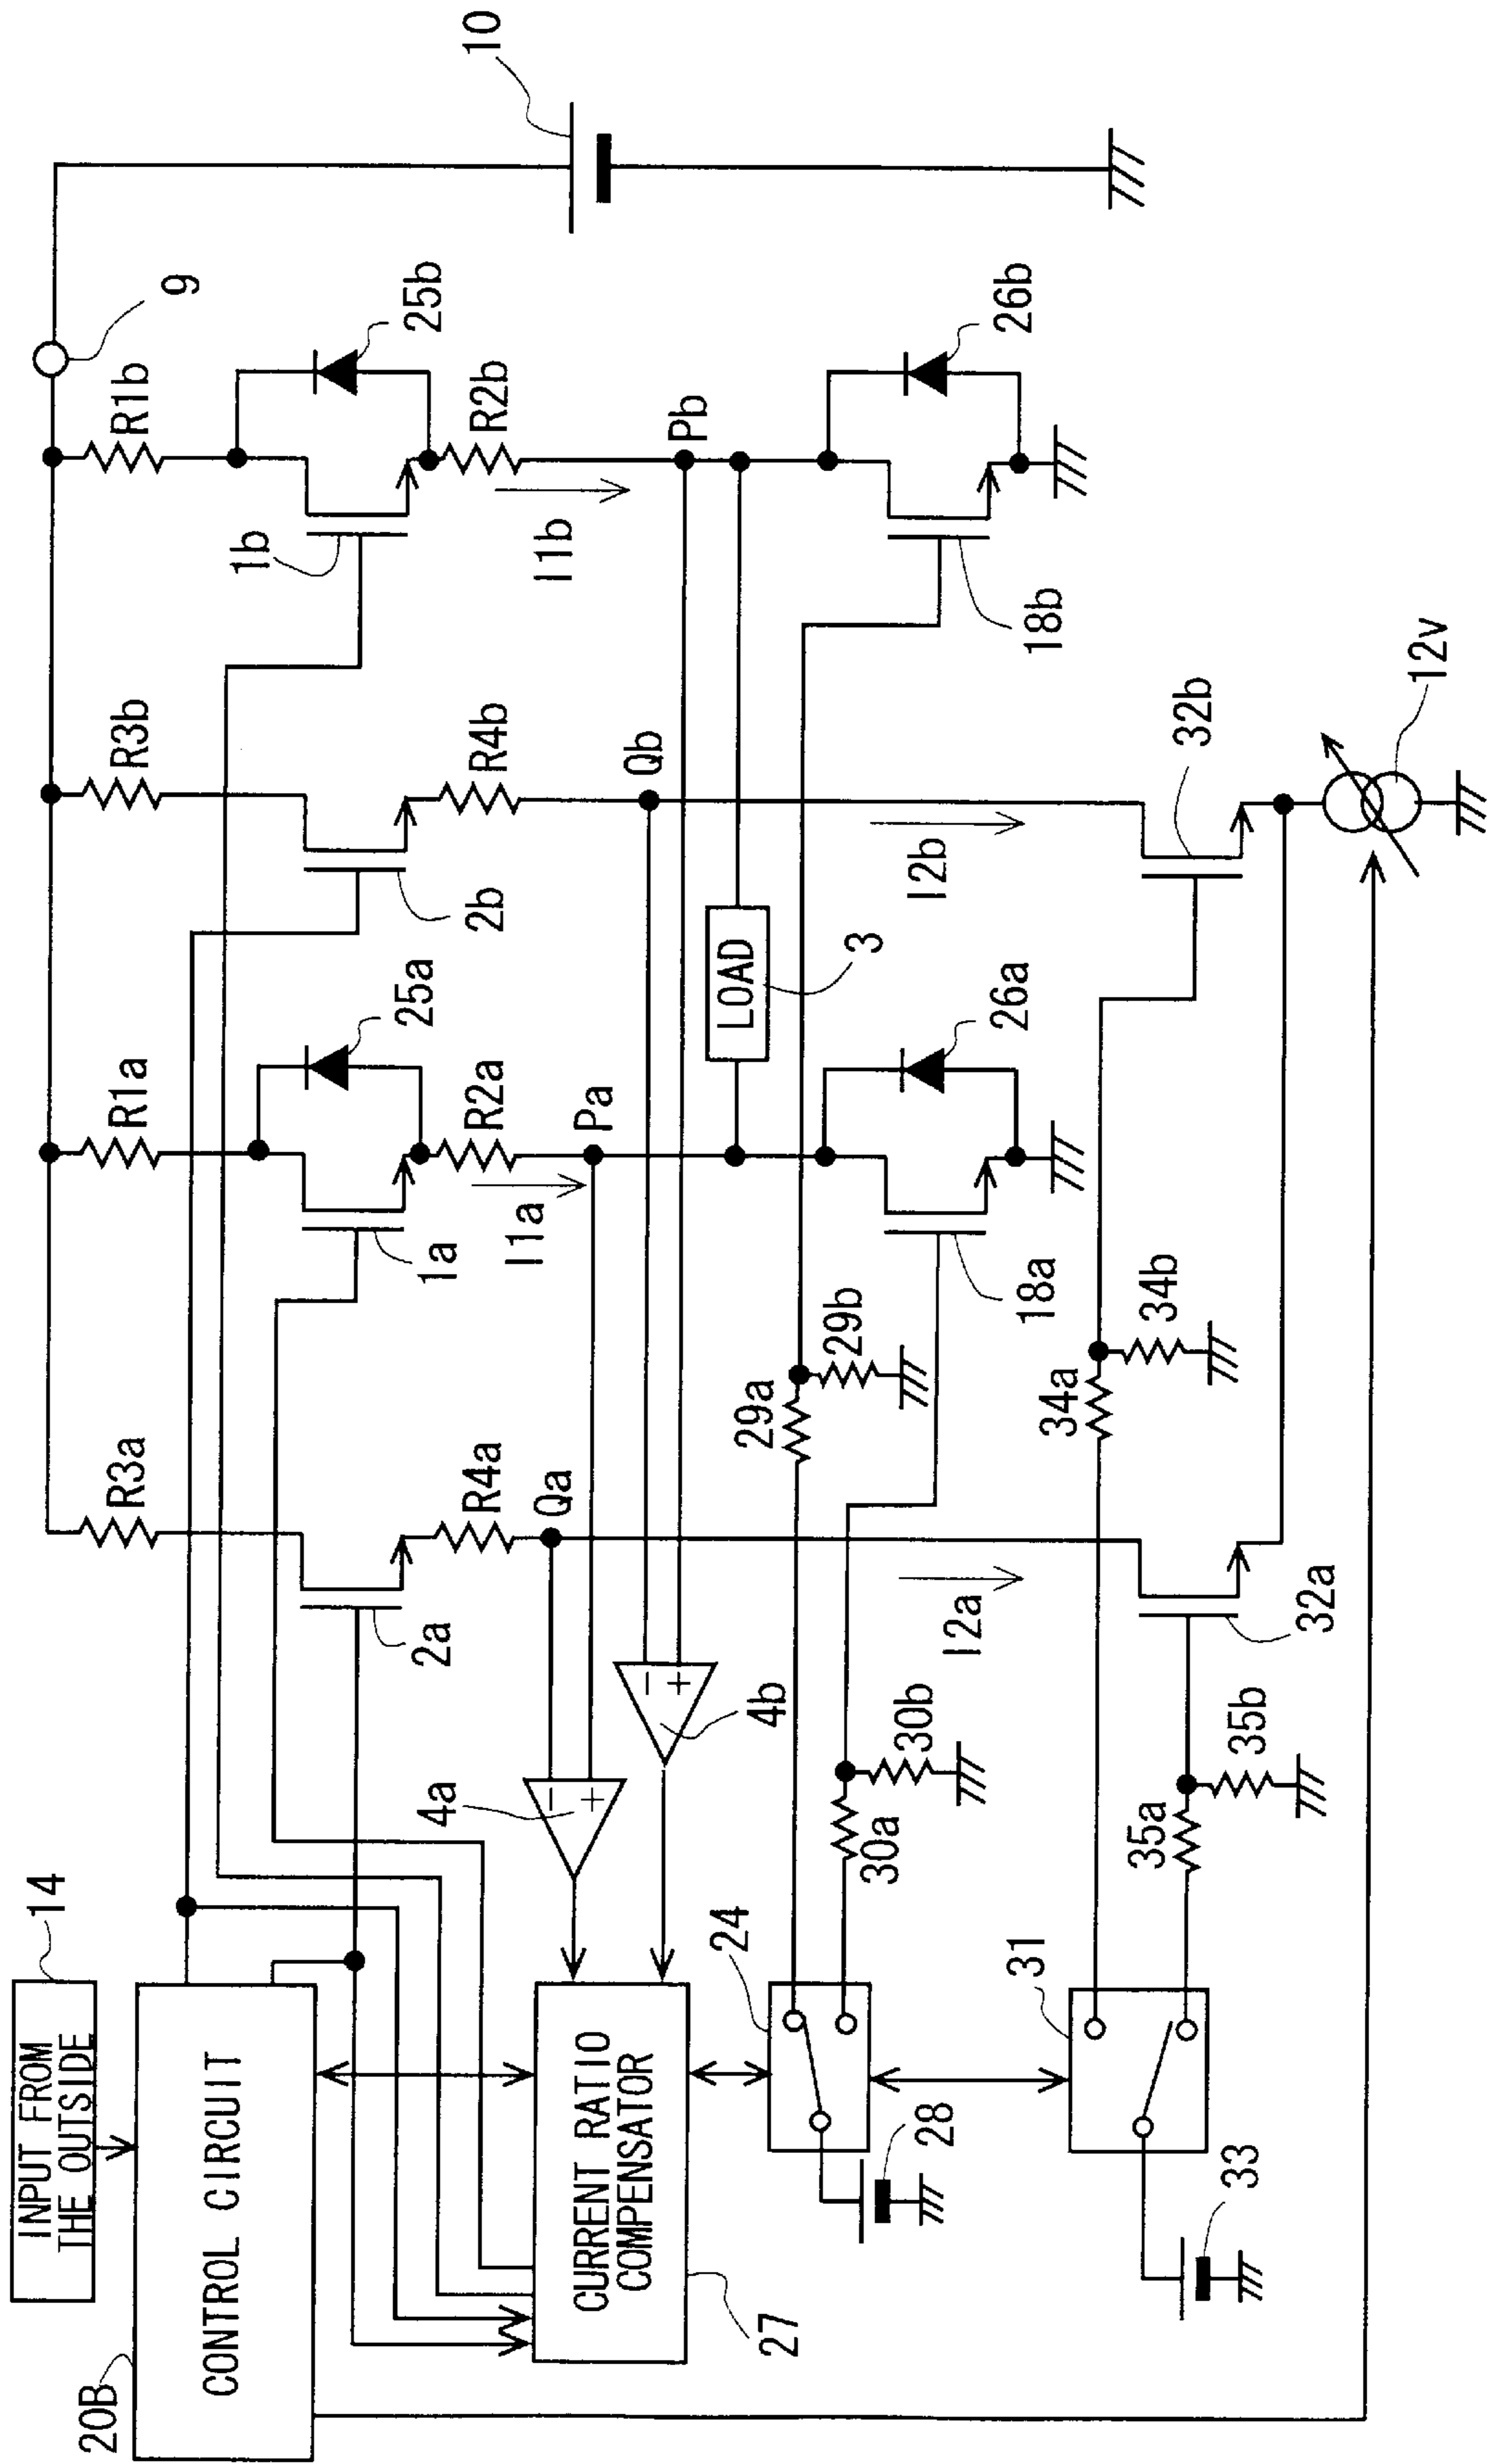 INPUT FROM
THE OUTSIDE
14
20B
CONTROL CIRCUIT
CURRENT RATIO
COMPENSATOR
27
R3a
R1a
R3b
R1b
9
10
2a
1a
2b
1b
25a
25b
R4a
R2a
R4b
R2b
I1a
I1b
Qa
Pa
Qb
Pb
4a
4b
-
+
-
+
LOAD
3
24
28
29a
29b
30a
30b
18a
18b
26a
26b
I2a
I2b
31
33
34a
34b
35a
35b
32a
32b
12v